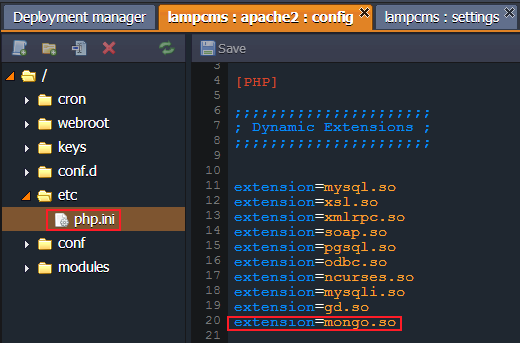 Deployment manager
lampcms : apache2 : config
lampcms : settings
Save
/
cron
webroot
keys
conf.d
etc
php.ini
conf
modules
3
4 [PHP]
5
6 ;;;;;;;;;;;;;;;;;;;;;;
7 ; Dynamic Extensions ;
8 ;;;;;;;;;;;;;;;;;;;;;;
9
10
11 extension=mysql.so
12 extension=xsl.so
13 extension=xmlrpc.so
14 extension=soap.so
15 extension=pgsql.so
16 extension=odbc.so
17 extension=ncurses.so
18 extension=mysqli.so
19 extension=gd.so
20 extension=mongo.so
21